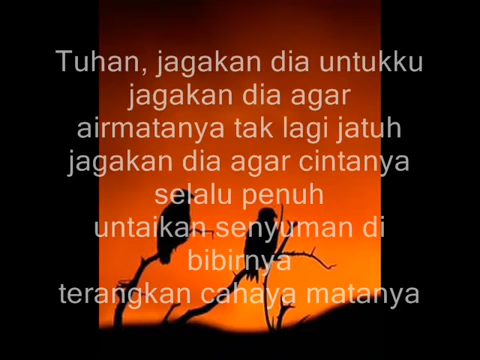 Tuhan, jagakan dia untukku
jagakan dia agar
airmatanya tak lagi jatuh
jagakan dia agar cintanya
selalu penuh
untaikan senyuman di
bibirnya
terangkan cahaya matanya